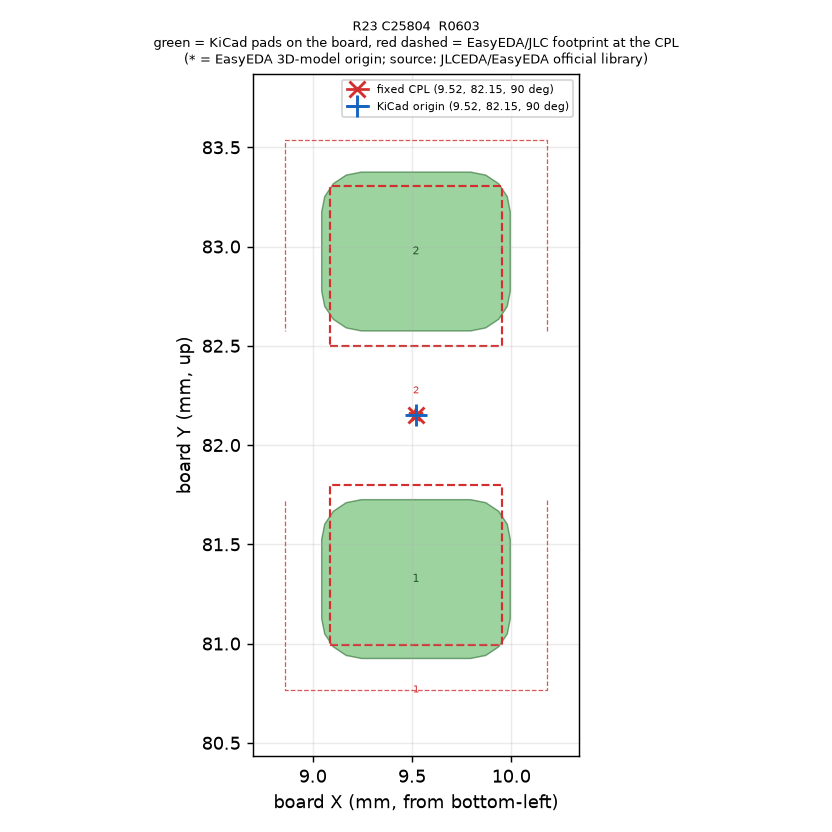 R23 C25804  R0603
green = KiCad pads on the board, red dashed = EasyEDA/JLC footprint at the CPL
(* = EasyEDA 3D-model origin; source: JLCEDA/EasyEDA official library)
fixed CPL (9.52, 82.15, 90 deg)
KiCad origin (9.52, 82.15, 90 deg)
83.5
83.0
82.5
82.0
81.5
81.0
80.5
board Y (mm, up)
2
2
1
1
9.0
9.5
10.0
board X (mm, from bottom-left)